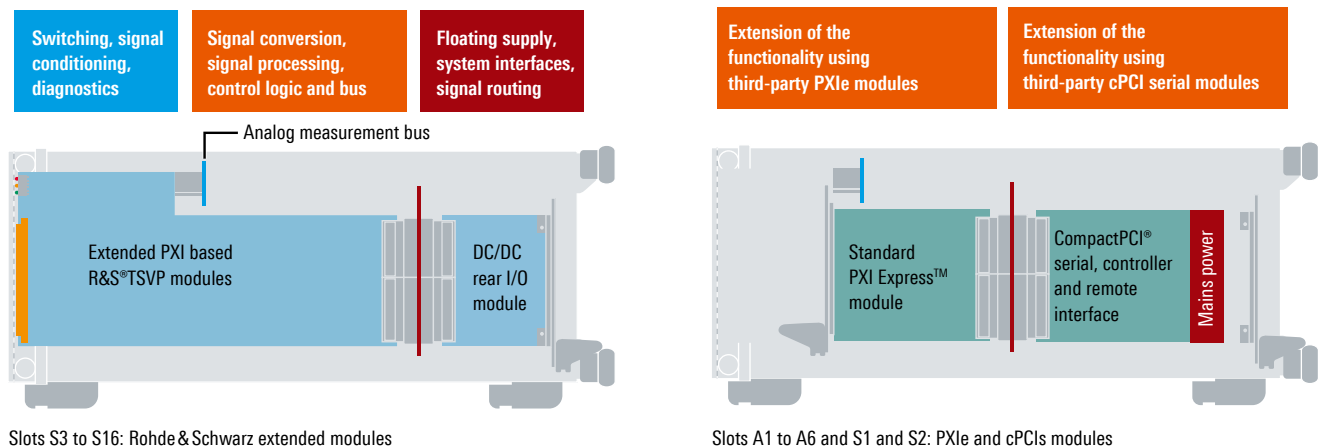 Switching, signal
conditioning,
diagnostics
Signal conversion,
signal processing,
control logic and bus
Floating supply,
system interfaces,
signal routing
Analog measurement bus
Extended PXI based
R&S®TSVP modules
DC/DC
rear I/O
module
Slots S3 to S16: Rohde & Schwarz extended modules
Extension of the
functionality using
third-party PXIe modules
Extension of the
functionality using
third-party cPCI serial modules
Standard
PXI Express™
module
CompactPCI®
serial, controller
and remote
interface
Mains power
Slots A1 to A6 and S1 and S2: PXIe and cPCIs modules